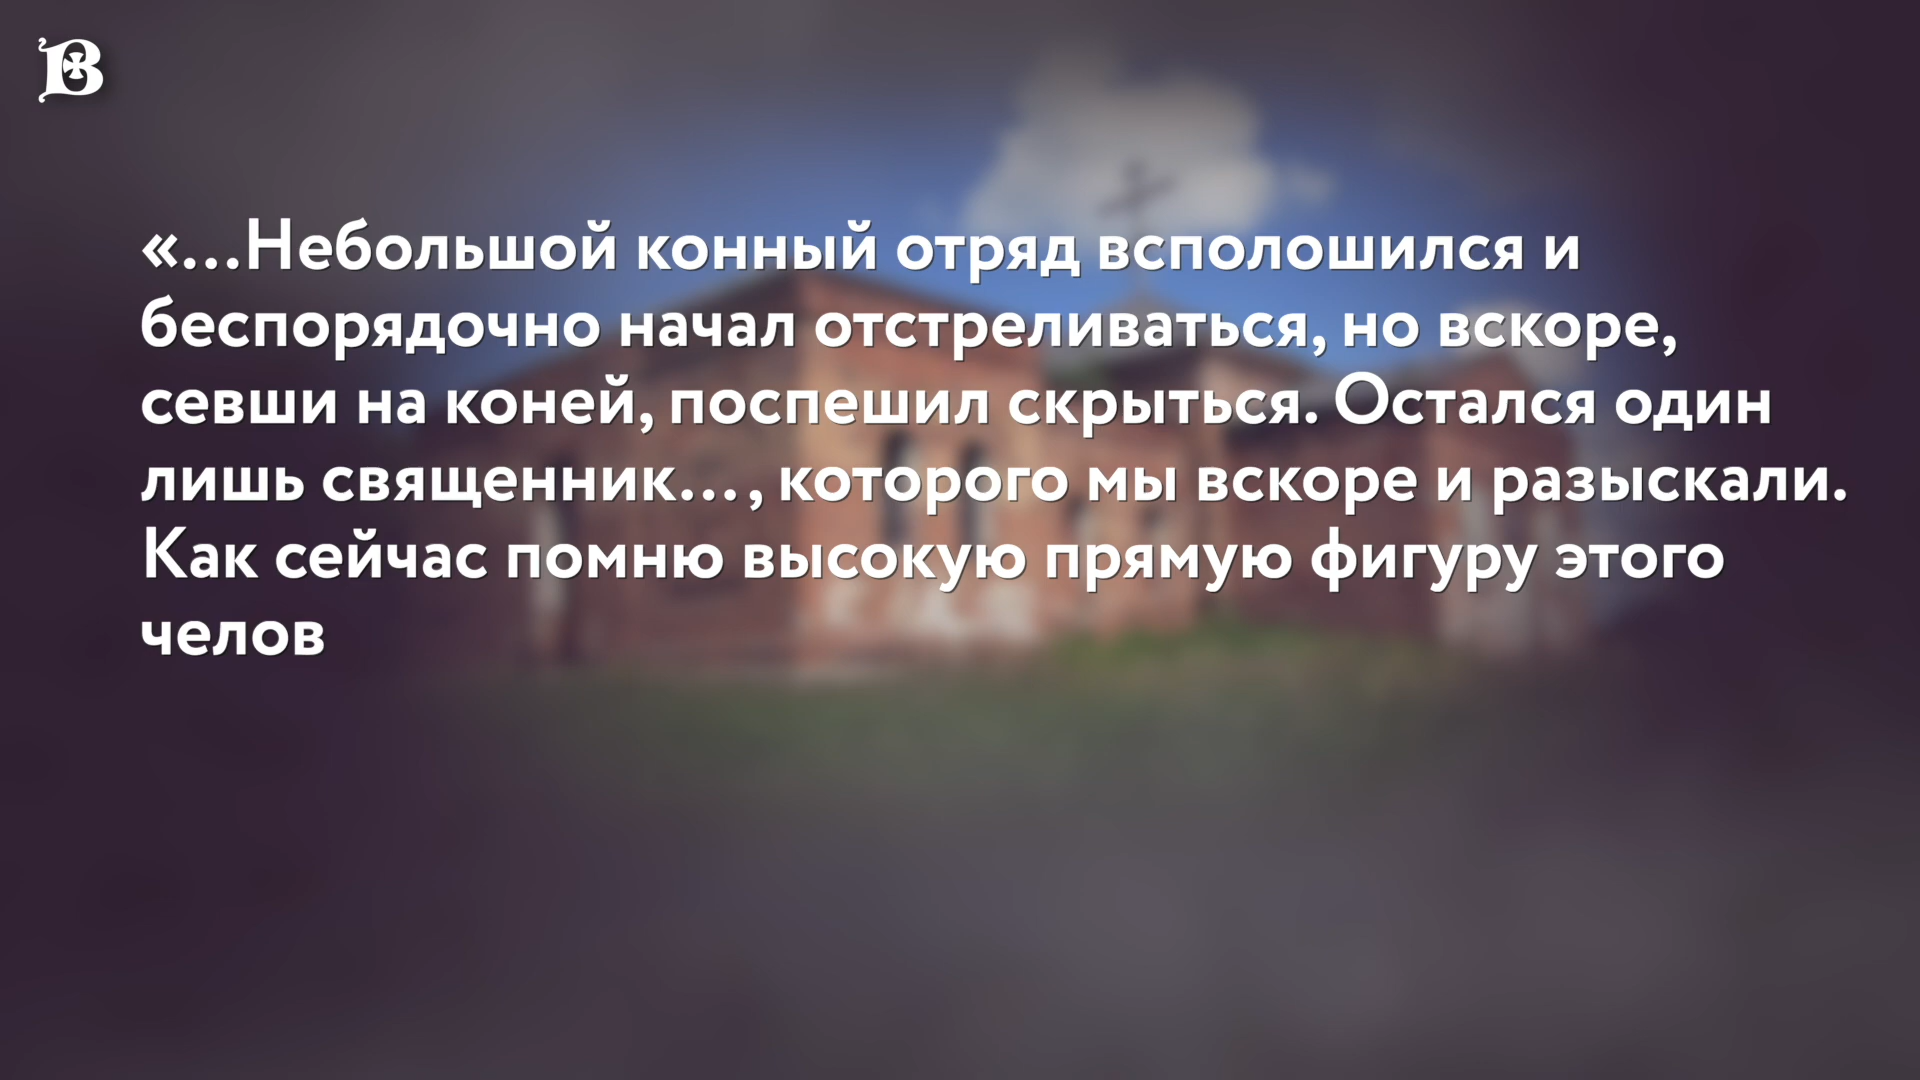 В
«...Небольшой конный отряд всполошился и
беспорядочно начал отстреливаться, но вскоре,
севши на коней, поспешил скрыться. Остался один
лишь священник..., которого мы вскоре и разыскали.
Как сейчас помню высокую прямую фигуру этого
челов